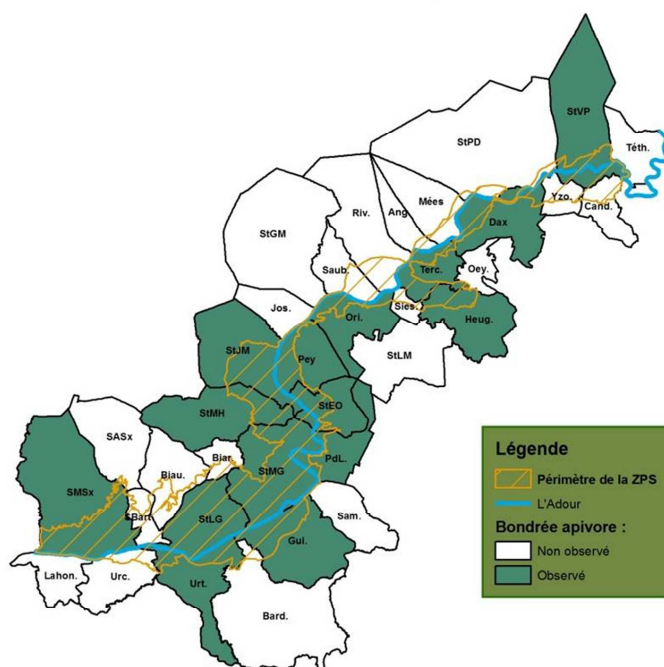 StVP
StPD
Téth.
Yzo.
Cand.
Mées
Ang
Riv.
Dax
StGM
Saub.
Terc.
Oey.
Jos.
Ori.
Sies.
Heug.
StJM
Pey
StLM
StMH
StEO
SASx
Biar
StMG
PdL.
Biau.
SMSx
SBart
StLG
Sam.
Gul.
Lahon.
Urc.
Urt.
Bard.
Légende
Périmètre de la ZPS
L'Adour
Bondrée apivore :
Non observé
Observé